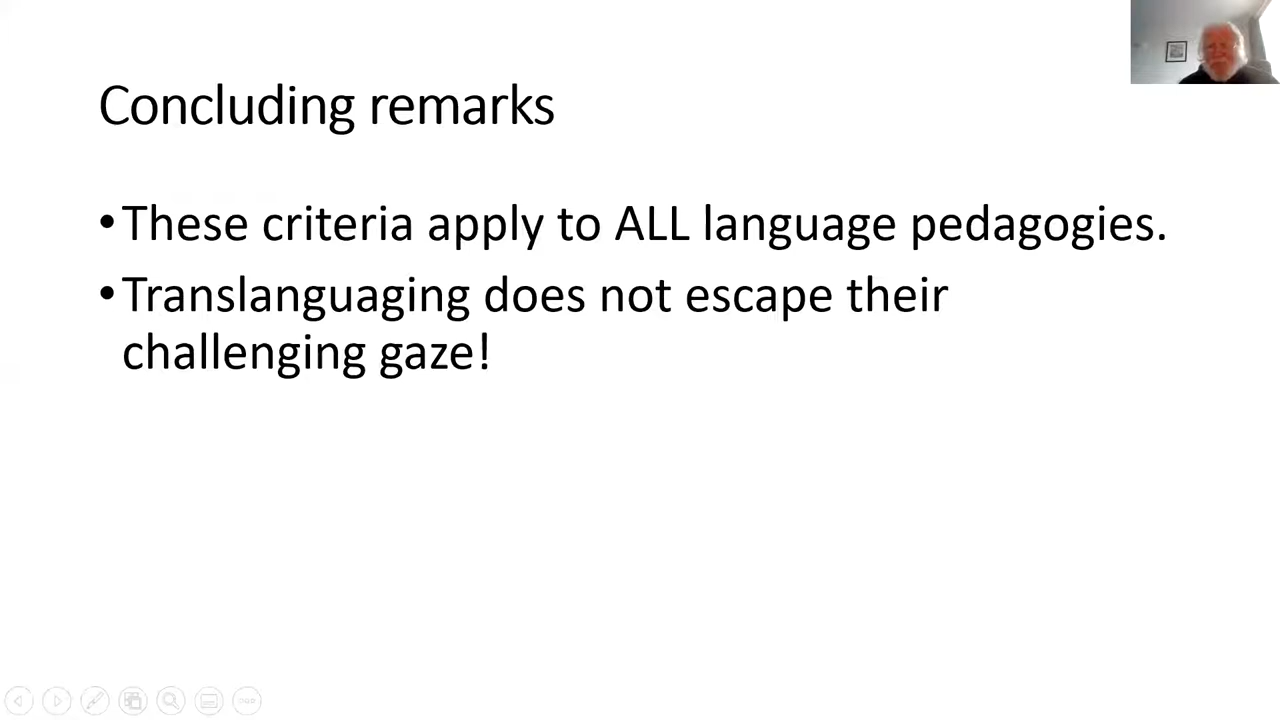 Concluding remarks
•These criteria apply to ALL language pedagogies.
•Translanguaging does not escape their
challenging gaze!